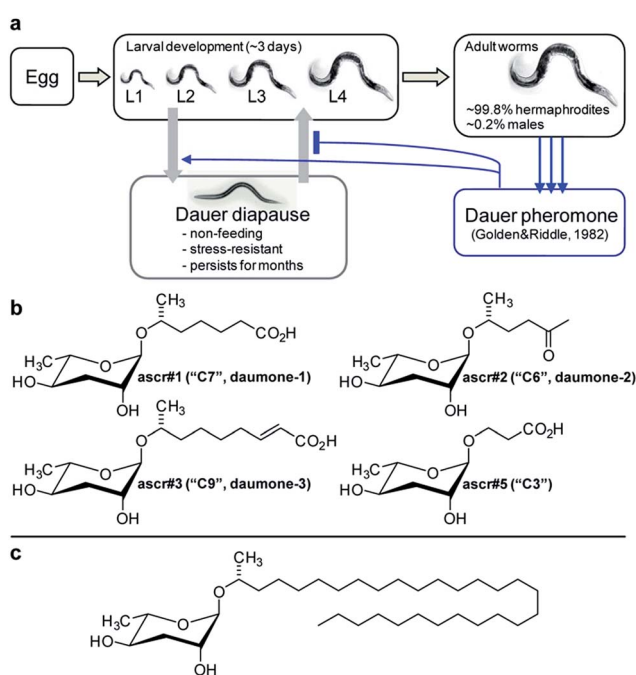 a
Larval development (~3 days)
Adult worms
Egg
L1 L2 L3 L4
~99.8% hermaphrodites
~0.2% males
Dauer diapause
- non-feeding
- stress-resistant
- persists for months
Dauer pheromone
(Golden&Riddle, 1982)
b
CH₃
O
CO₂H
H₃C
O
HO
OH
ascr#1 ("C7", daumone-1)
CH₃
O
O
H₃C
O
HO
OH
ascr#2 ("C6", daumone-2)
CH₃
O
CO₂H
H₃C
O
HO
OH
ascr#3 ("C9", daumone-3)
O
CO₂H
H₃C
O
HO
OH
ascr#5 ("C3")
c
CH₃
O
H₃C
O
HO
OH